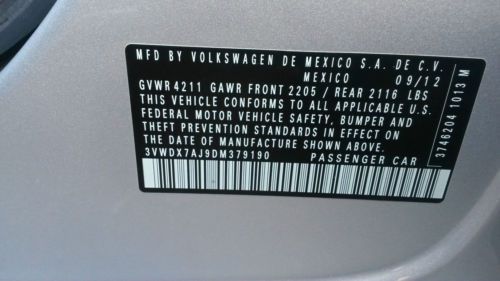 MFD BY VOLKSWAGEN DE MEXICO S.A. DE C.V.
MEXICO 09/12
GVWR 4211 GAWR FRONT 2205 / REAR 2116 LBS
THIS VEHICLE CONFORMS TO ALL APPLICABLE U.S.
FEDERAL MOTOR VEHICLE SAFETY, BUMPER AND
THEFT PREVENTION STANDARDS IN EFFECT ON
THE DATE OF MANUFACTURE SHOWN ABOVE.
3VWDX7AJ9DM379190 PASSENGER CAR
3746204 1013 M